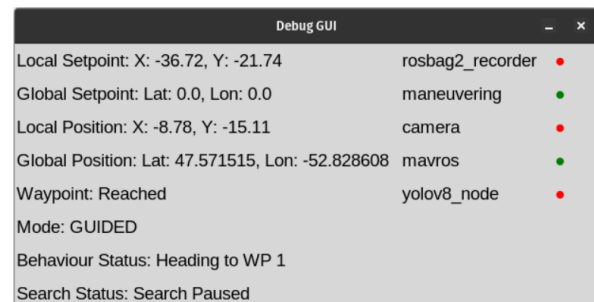 Debug GUI
Local Setpoint: X: -36.72, Y: -21.74 rosbag2_recorder
Global Setpoint: Lat: 0.0, Lon: 0.0 maneuvering
Local Position: X: -8.78, Y: -15.11 camera
Global Position: Lat: 47.571515, Lon: -52.828608 mavros
Waypoint: Reached yolov8_node
Mode: GUIDED
Behaviour Status: Heading to WP 1
Search Status: Search Paused